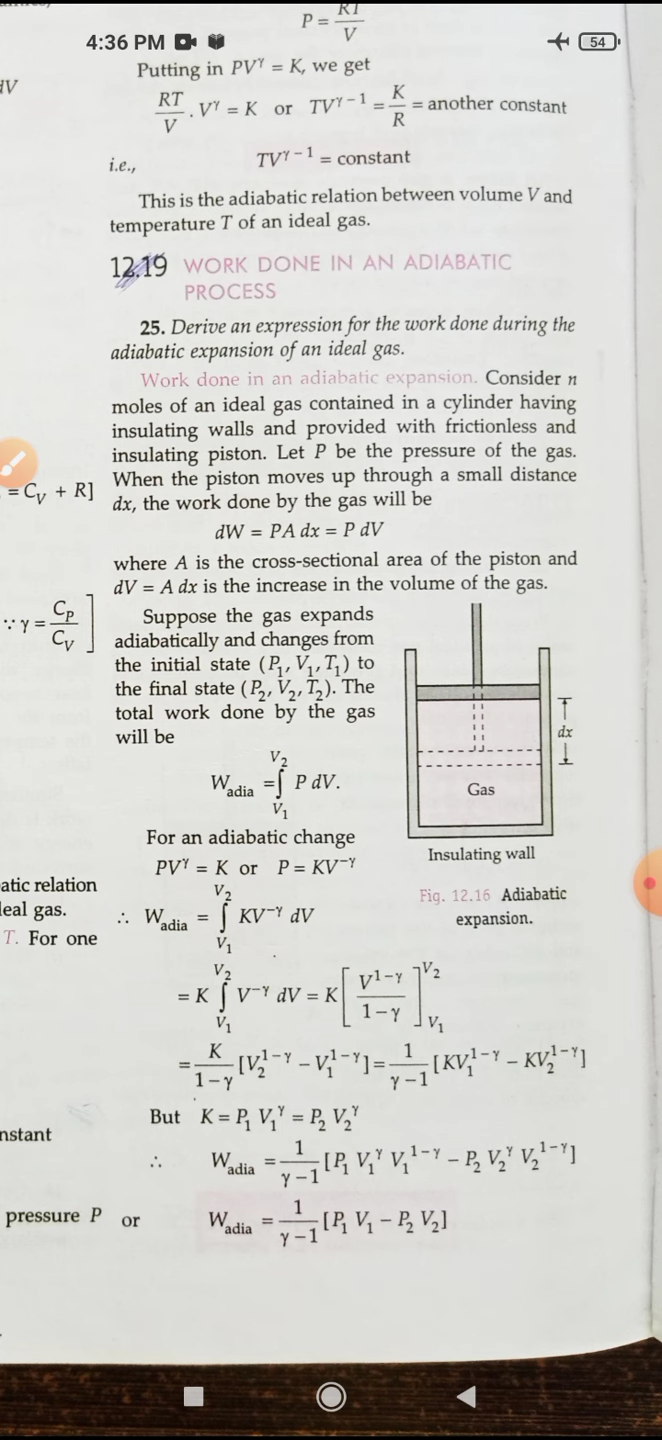 P = RT/V
4:36 PM
54
dV
Putting in PV^γ = K, we get
RT/V . V^γ = K or TV^(γ – 1) = K/R = another constant
i.e., TV^(γ – 1) = constant
This is the adiabatic relation between volume V and
temperature T of an ideal gas.
12.19 WORK DONE IN AN ADIABATIC
PROCESS
25. Derive an expression for the work done during the
adiabatic expansion of an ideal gas.
Work done in an adiabatic expansion. Consider n
moles of an ideal gas contained in a cylinder having
insulating walls and provided with frictionless and
insulating piston. Let P be the pressure of the gas.
When the piston moves up through a small distance
= C_V + R]
dx, the work done by the gas will be
dW = PA dx = P dV
where A is the cross-sectional area of the piston and
dV = A dx is the increase in the volume of the gas.
∵ γ = C_P/C_V ]
Suppose the gas expands
adiabatically and changes from
the initial state (P₁, V₁, T₁) to
the final state (P₂, V₂, T₂). The
total work done by the gas
will be
W_adia = ∫_(V₁)^(V₂) P dV.
For an adiabatic change
PV^γ = K or P = KV^(–γ)
dx
Gas
Insulating wall
Fig. 12.16 Adiabatic
expansion.
atic relation
leal gas.
T. For one
∴ W_adia = ∫_(V₁)^(V₂) KV^(–γ) dV
= K ∫_(V₁)^(V₂) V^(–γ) dV = K [ V^(1–γ) / (1–γ) ]_(V₁)^(V₂)
= K/(1–γ) [V₂^(1–γ) – V₁^(1–γ)] = 1/(γ–1) [KV₁^(1–γ) – KV₂^(1–γ)]
But K = P₁ V₁^γ = P₂ V₂^γ
nstant
∴ W_adia = 1/(γ–1) [P₁ V₁^γ V₁^(1–γ) – P₂ V₂^γ V₂^(1–γ)]
pressure P
or W_adia = 1/(γ–1) [P₁ V₁ – P₂ V₂]